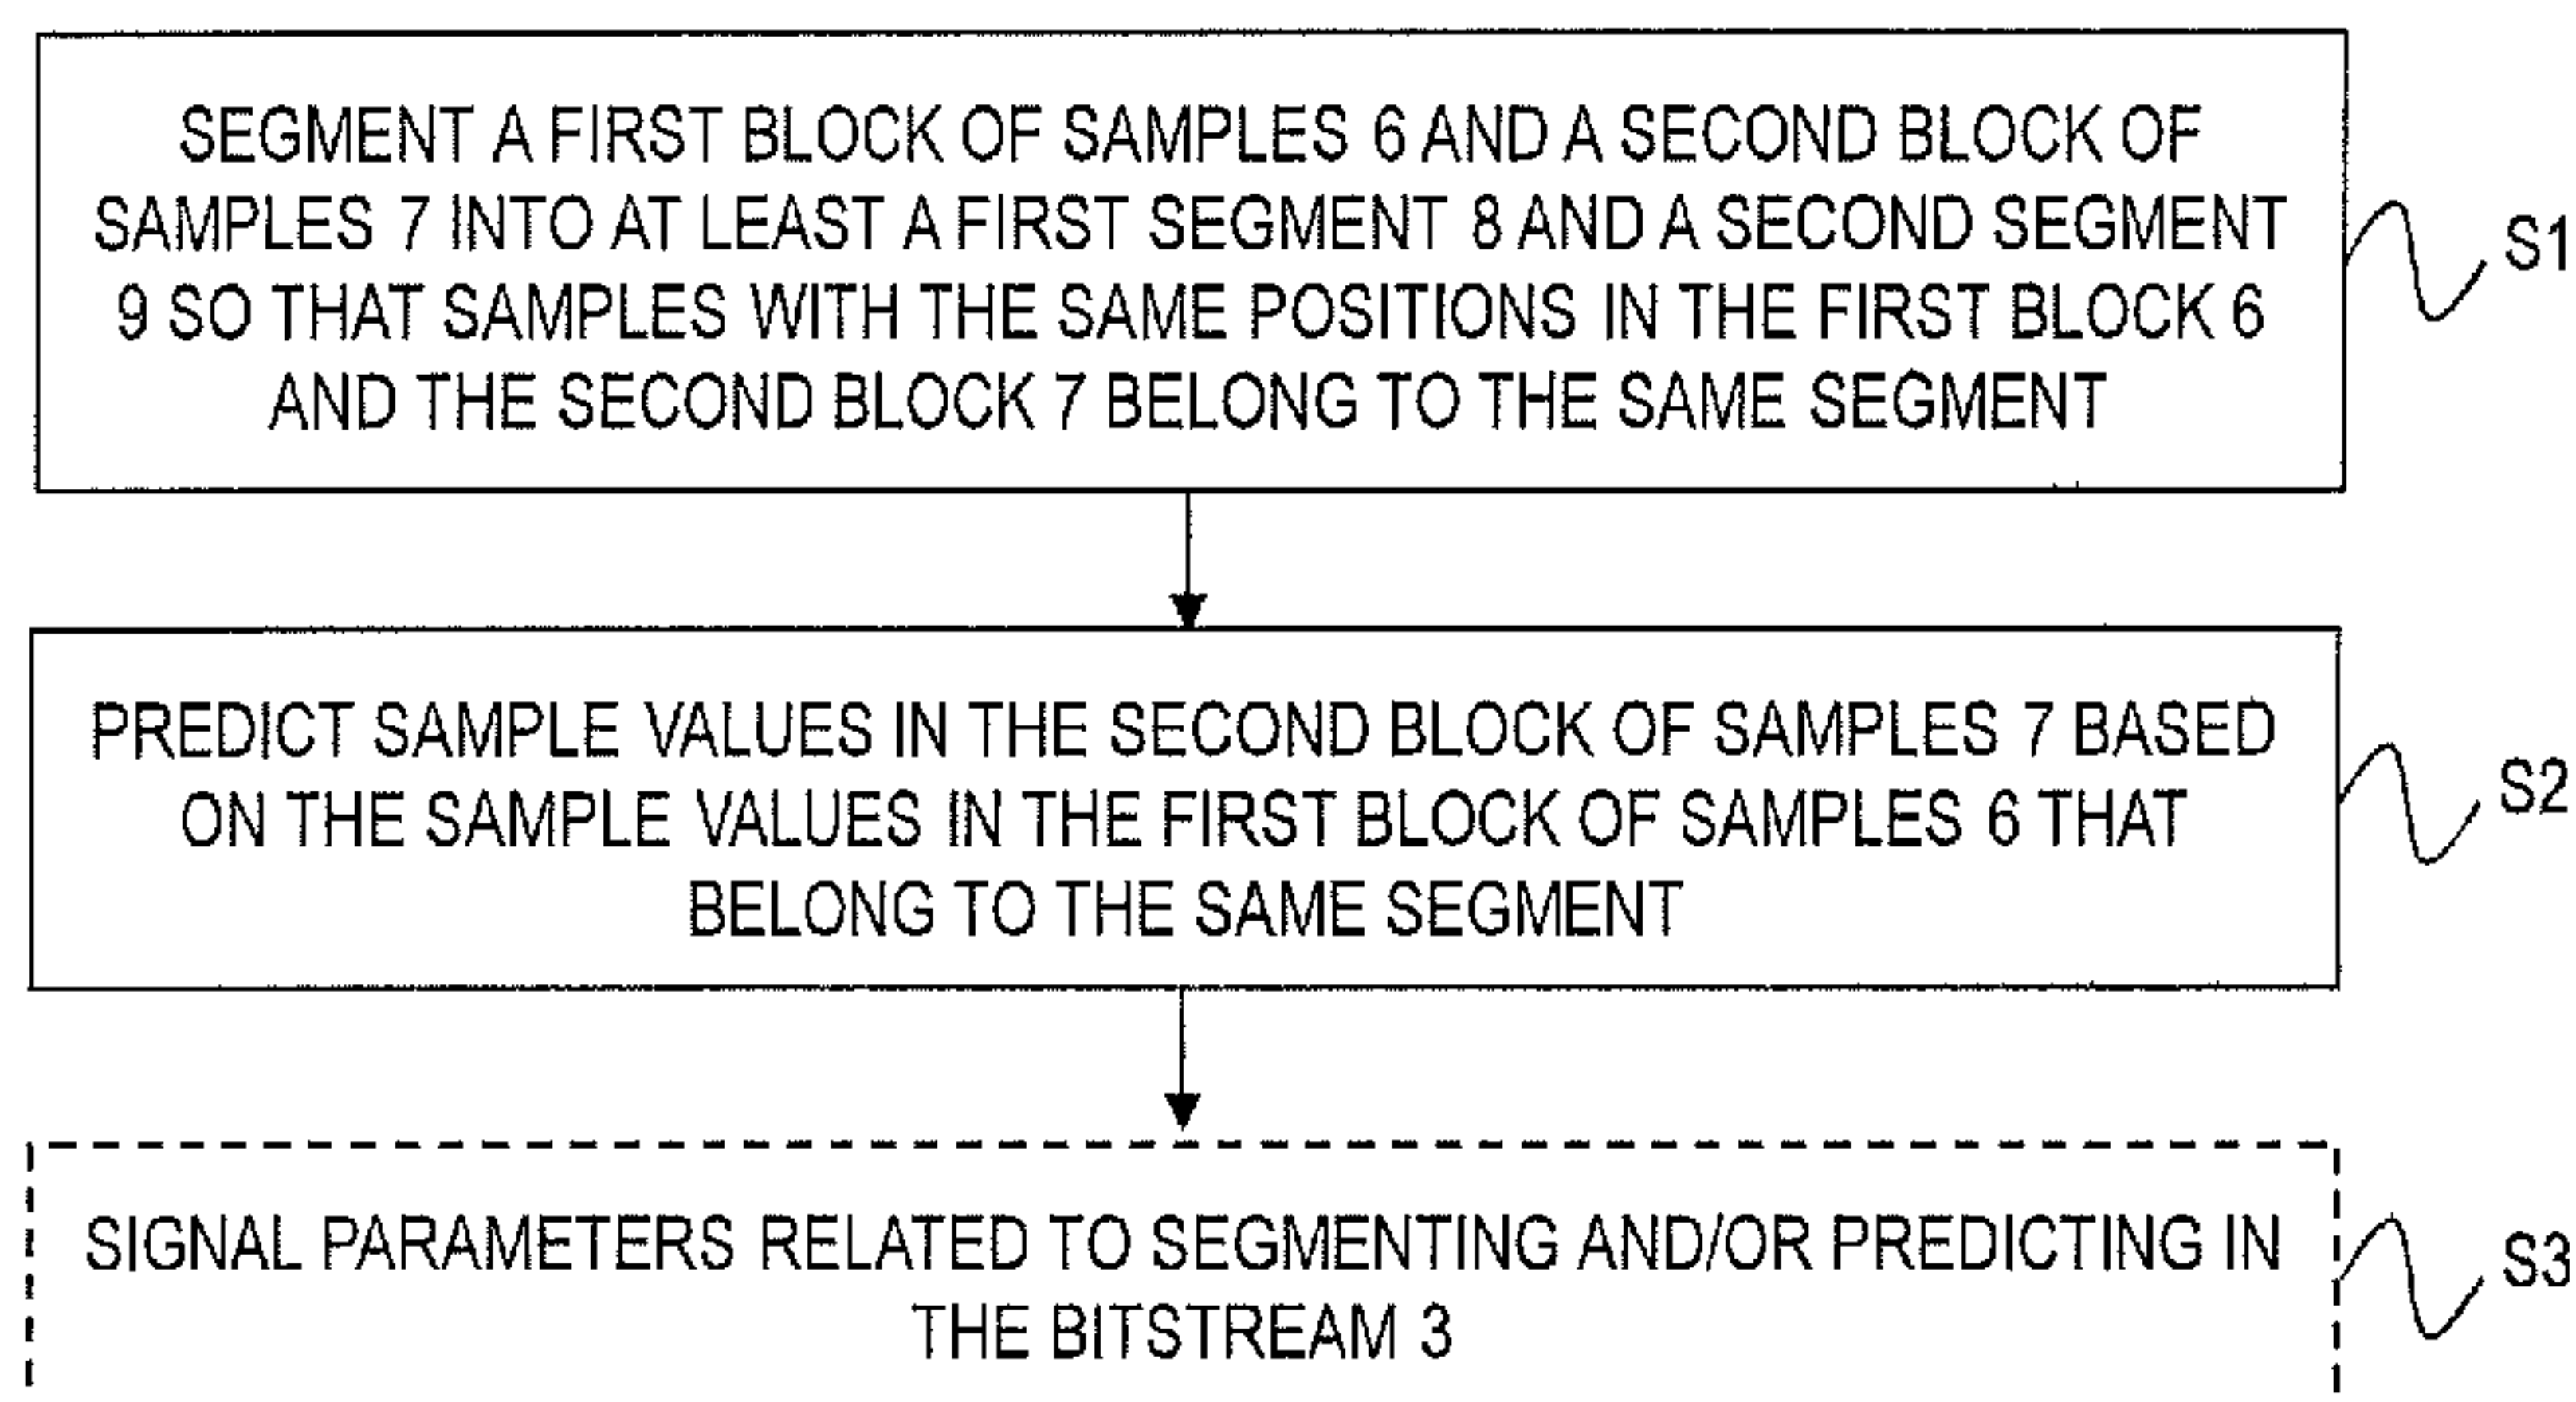 SEGMENT A FIRST BLOCK OF SAMPLES 6 AND A SECOND BLOCK OF
SAMPLES 7 INTO AT LEAST A FIRST SEGMENT 8 AND A SECOND SEGMENT
9 SO THAT SAMPLES WITH THE SAME POSITIONS IN THE FIRST BLOCK 6
AND THE SECOND BLOCK 7 BELONG TO THE SAME SEGMENT
S1
PREDICT SAMPLE VALUES IN THE SECOND BLOCK OF SAMPLES 7 BASED
ON THE SAMPLE VALUES IN THE FIRST BLOCK OF SAMPLES 6 THAT
BELONG TO THE SAME SEGMENT
S2
SIGNAL PARAMETERS RELATED TO SEGMENTING AND/OR PREDICTING IN
THE BITSTREAM 3
S3